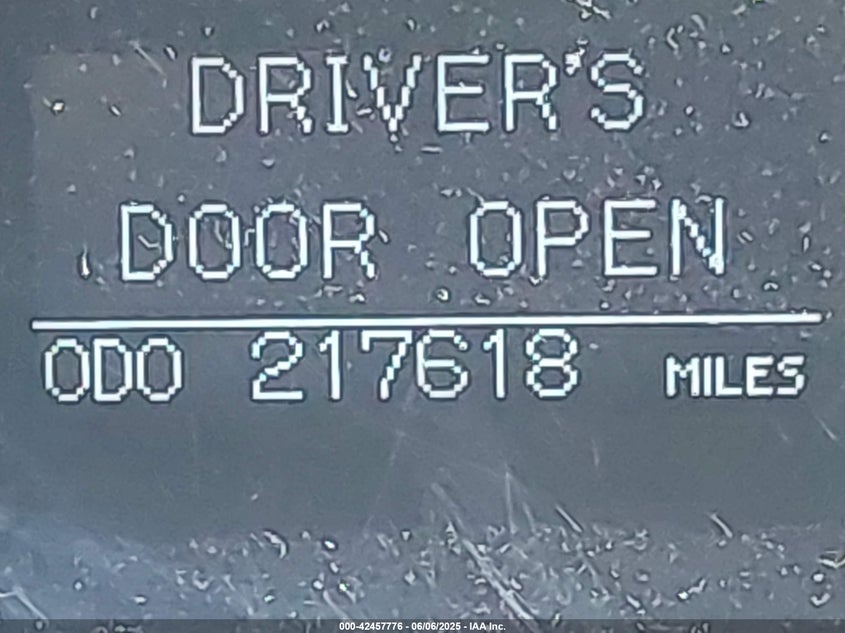 DRIVER'S
DOOR OPEN
ODO 217618 MILES
000-42457776 - 06/06/2025 - IAA Inc.